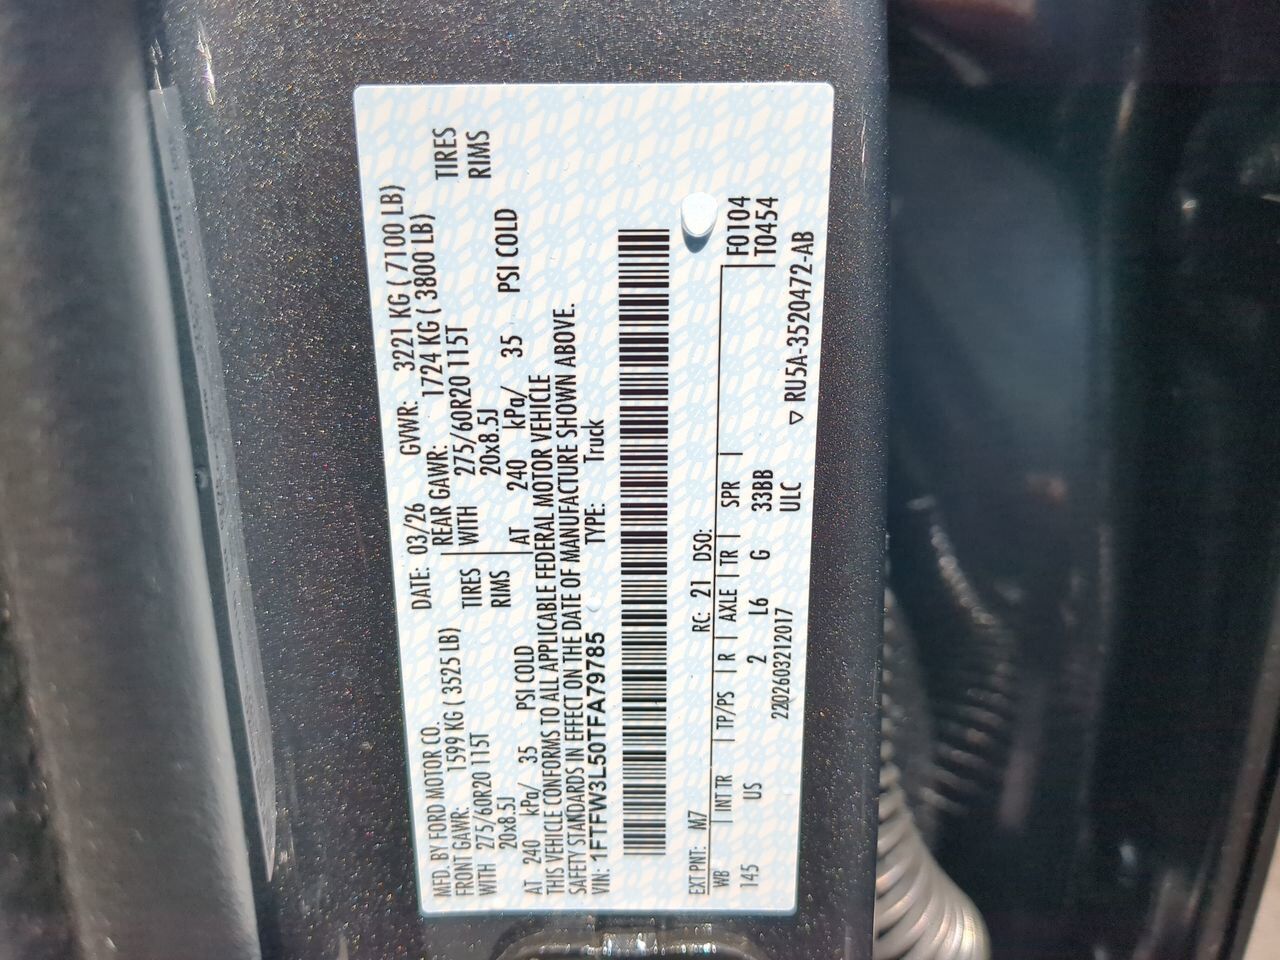 MFD. BY FORD MOTOR CO. DATE: 03/26 GVWR: 3221 KG ( 7100 LB)
FRONT GAWR: 1599 KG ( 3525 LB) REAR GAWR: 1724 KG ( 3800 LB)
WITH 275/60R20 115T TIRES WITH 275/60R20 115T TIRES
20x8.5J RIMS 20x8.5J RIMS
AT 240 kPa/ 35 PSI COLD AT 240 kPa/ 35 PSI COLD
THIS VEHICLE CONFORMS TO ALL APPLICABLE FEDERAL MOTOR VEHICLE
SAFETY STANDARDS IN EFFECT ON THE DATE OF MANUFACTURE SHOWN ABOVE.
VIN: 1FTFW3L50TFA79785 TYPE: Truck
EXT PNT: M7 RC: 21 DSO:
WB INT TR TP/PS R AXLE TR SPR F0104
145 US 2 L6 G 33BB T0454
2202603212017 ULC
▽ RU5A-3520472-AB